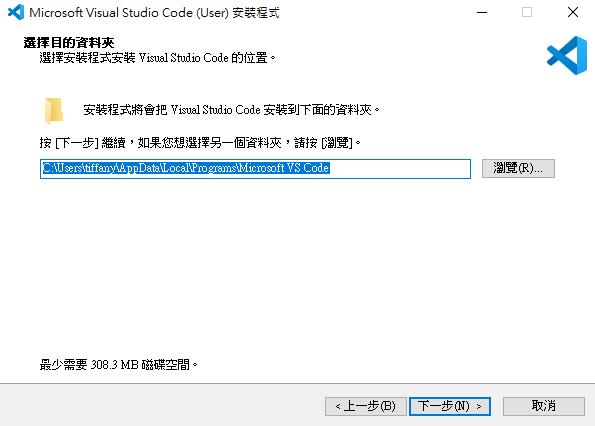 Microsoft Visual Studio Code (User) 安裝程式
選擇目的資料夾
選擇安裝程式安裝 Visual Studio Code 的位置。
安裝程式將會把 Visual Studio Code 安裝到下面的資料夾。
按 [下一步] 繼續，如果您想選擇另一個資料夾，請按 [瀏覽]。
C:\Users\tiffany\AppData\Local\Programs\Microsoft VS Code
瀏覽(R)...
最少需要 308.3 MB 磁碟空間。
< 上一步(B)
下一步(N) >
取消